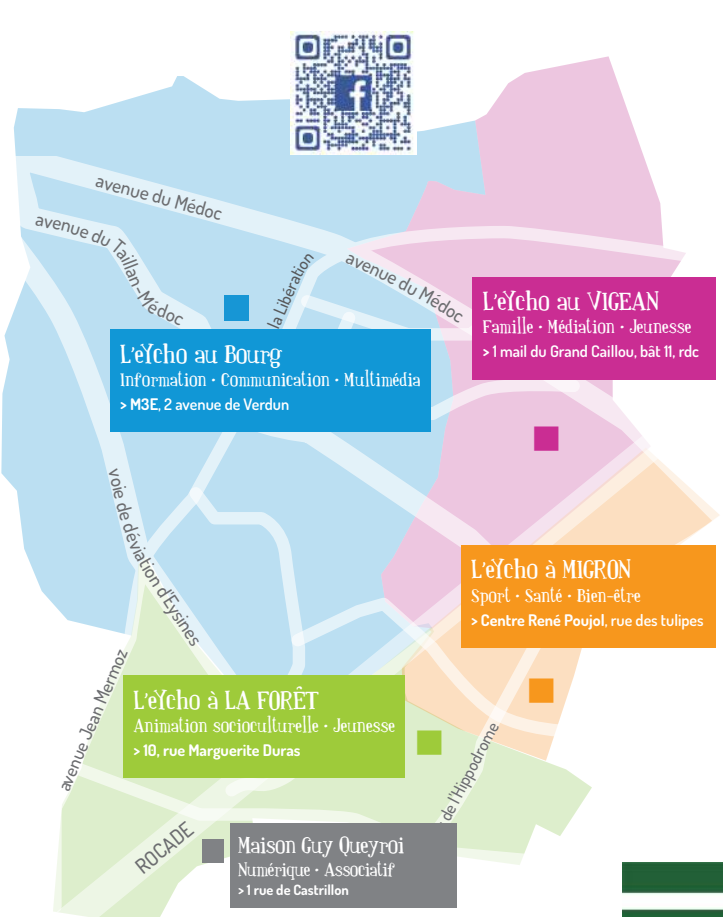 f
avenue du Médoc
avenue du Taillan-Médoc
la Libération
avenue du Médoc
L'eYcho au VIGEAN
Famille • Médiation • Jeunesse
> 1 mail du Grand Caillou, bât 11, rdc
L'eYcho au Bourg
Information • Communication • Multimédia
> M3E, 2 avenue de Verdun
voie de déviation d'Eysines
L'eYcho à MIGRON
Sport • Santé • Bien-être
> Centre René Poujol, rue des tulipes
avenue Jean Mermoz
L'eYcho à LA FORÊT
Animation socioculturelle • Jeunesse
> 10, rue Marguerite Duras
de l'Hippodrome
ROCADE
Maison Guy Queyroi
Numérique • Associatif
> 1 rue de Castrillon